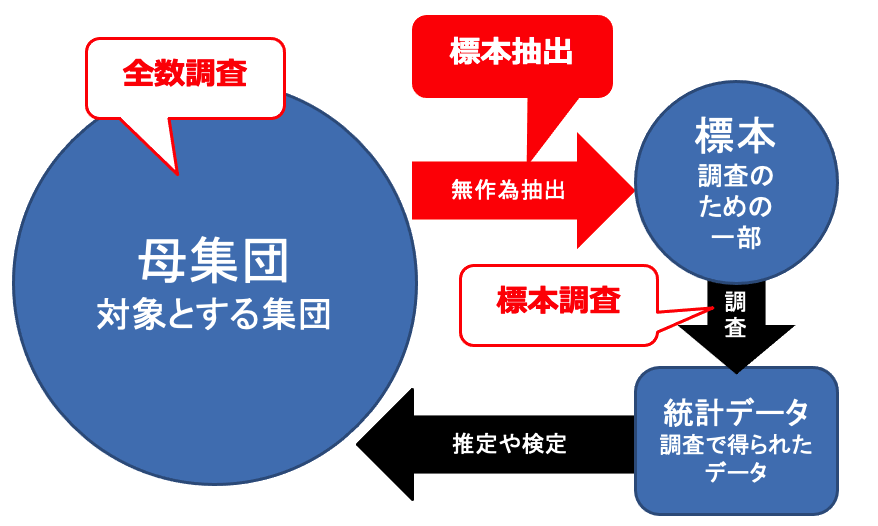 全数調査
母集団
対象とする集団
標本抽出
無作為抽出
標本
調査の
ための
一部
標本調査
調
査
統計データ
調査で得られた
データ
推定や検定